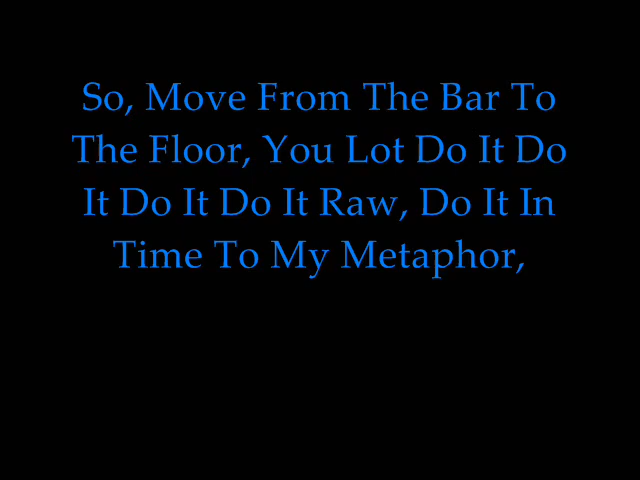 So, Move From The Bar To
The Floor, You Lot Do It Do
It Do It Do It Raw, Do It In
Time To My Metaphor,